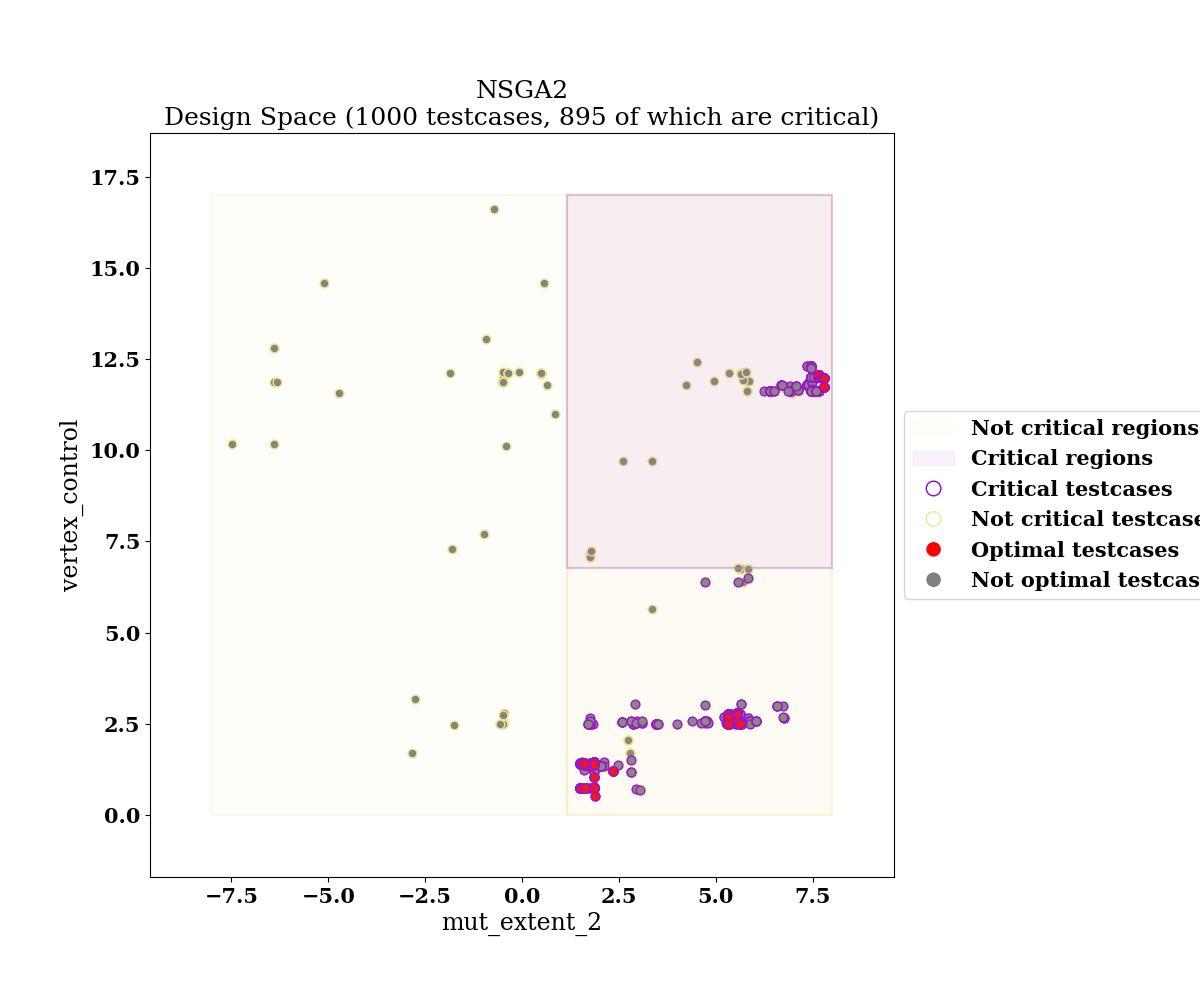 NSGA2
Design Space (1000 testcases, 895 of which are critical)
17.5
15.0
12.5
10.0
7.5
5.0
2.5
0.0
vertex_control
−7.5
−5.0
−2.5
0.0
2.5
5.0
7.5
mut_extent_2
Not critical regions
Critical regions
Critical testcases
Not critical testcase
Optimal testcases
Not optimal testcas